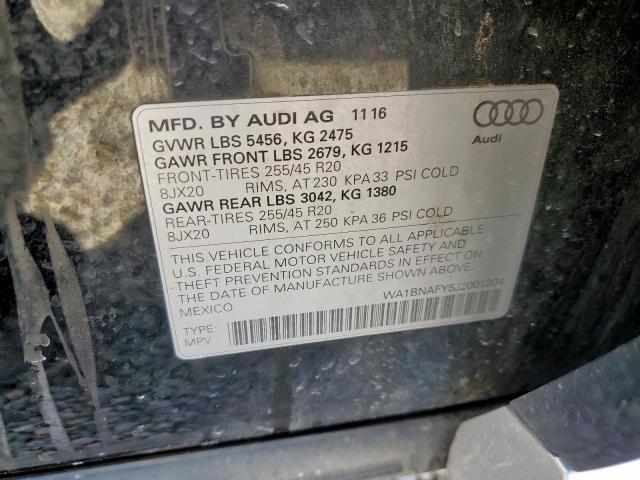 MFD. BY AUDI AG 11 16
GVWR LBS 5456, KG 2475
GAWR FRONT LBS 2679, KG 1215
FRONT-TIRES 255/45 R20
8JX20 RIMS, AT 230 KPA 33 PSI COLD
GAWR REAR LBS 3042, KG 1380
REAR-TIRES 255/45 R20
8JX20 RIMS, AT 250 KPA 36 PSI COLD
Audi
THIS VEHICLE CONFORMS TO ALL APPLICABLE
U.S. FEDERAL MOTOR VEHICLE SAFETY AND
THEFT PREVENTION STANDARDS IN EFFECT ON
THE DATE OF MANUFACTURE SHOWN ABOVE.
MEXICO WA1BNAFY5J2001304
TYPE:
MPV